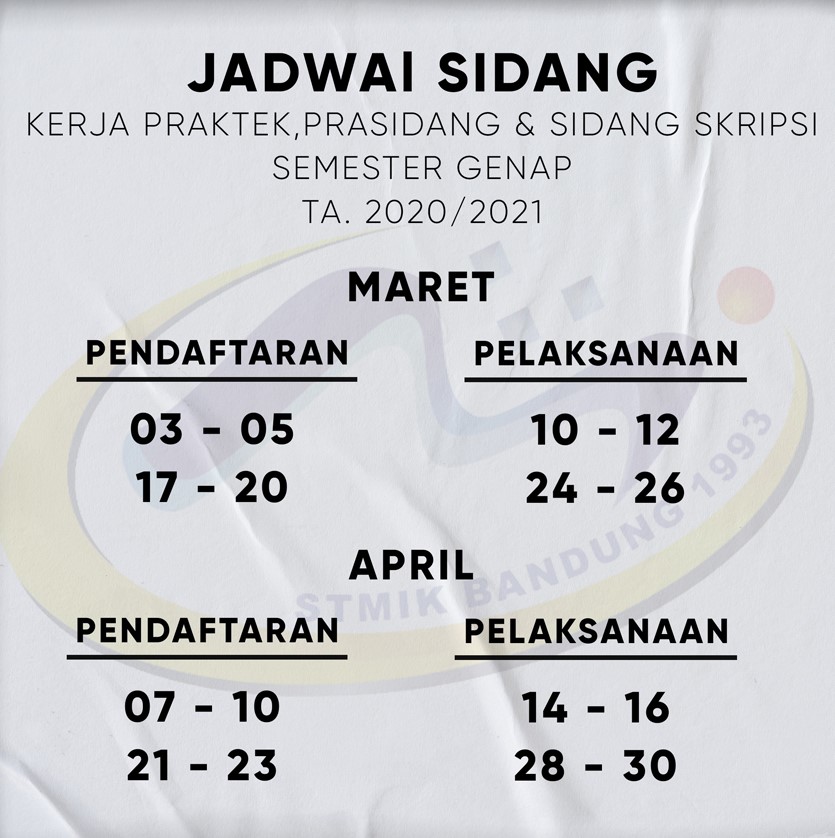 JADWAl SIDANG
KERJA PRAKTEK,PRASIDANG & SIDANG SKRIPSI
SEMESTER GENAP
TA. 2020/2021
MARET
PENDAFTARAN PELAKSANAAN
03 - 05 10 - 12
17 - 20 24 - 26
APRIL
PENDAFTARAN PELAKSANAAN
07 - 10 14 - 16
21 - 23 28 - 30
STMIK BANDUNG 1993